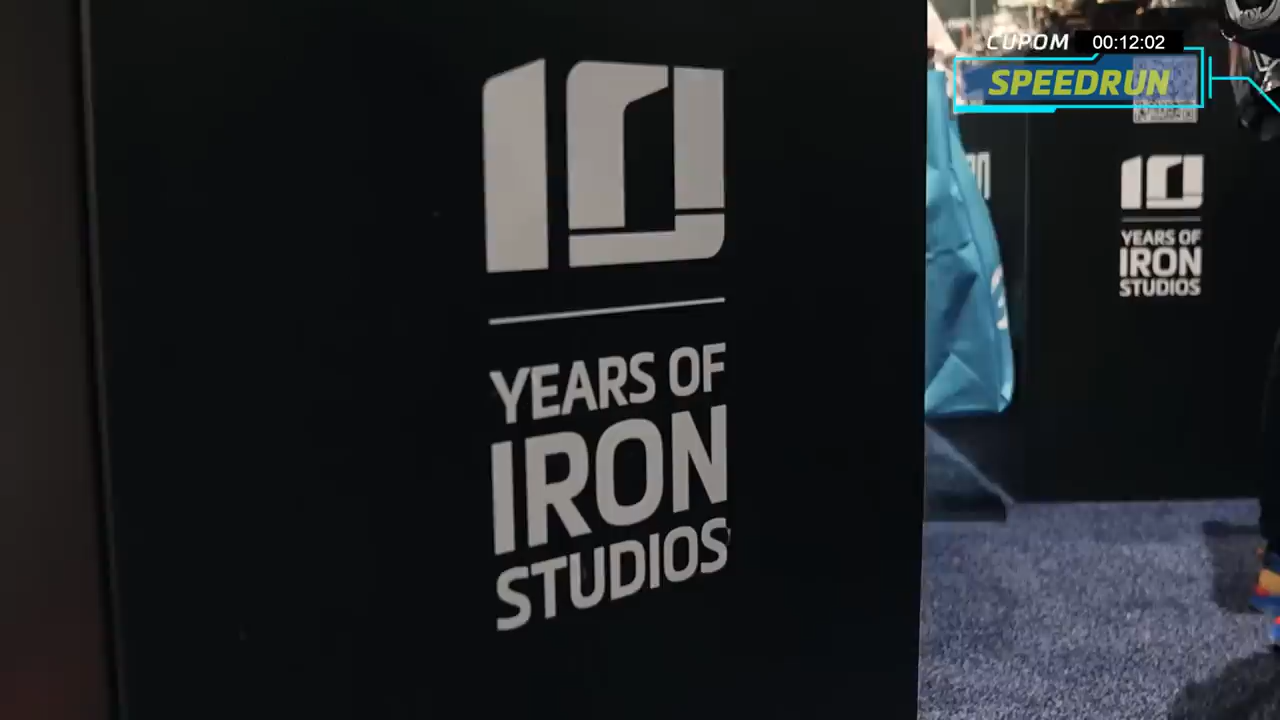 CUPOM 00:12:02
SPEEDRUN
10
YEARS OF
IRON
STUDIOS
10
YEARS OF
IRON
STUDIOS